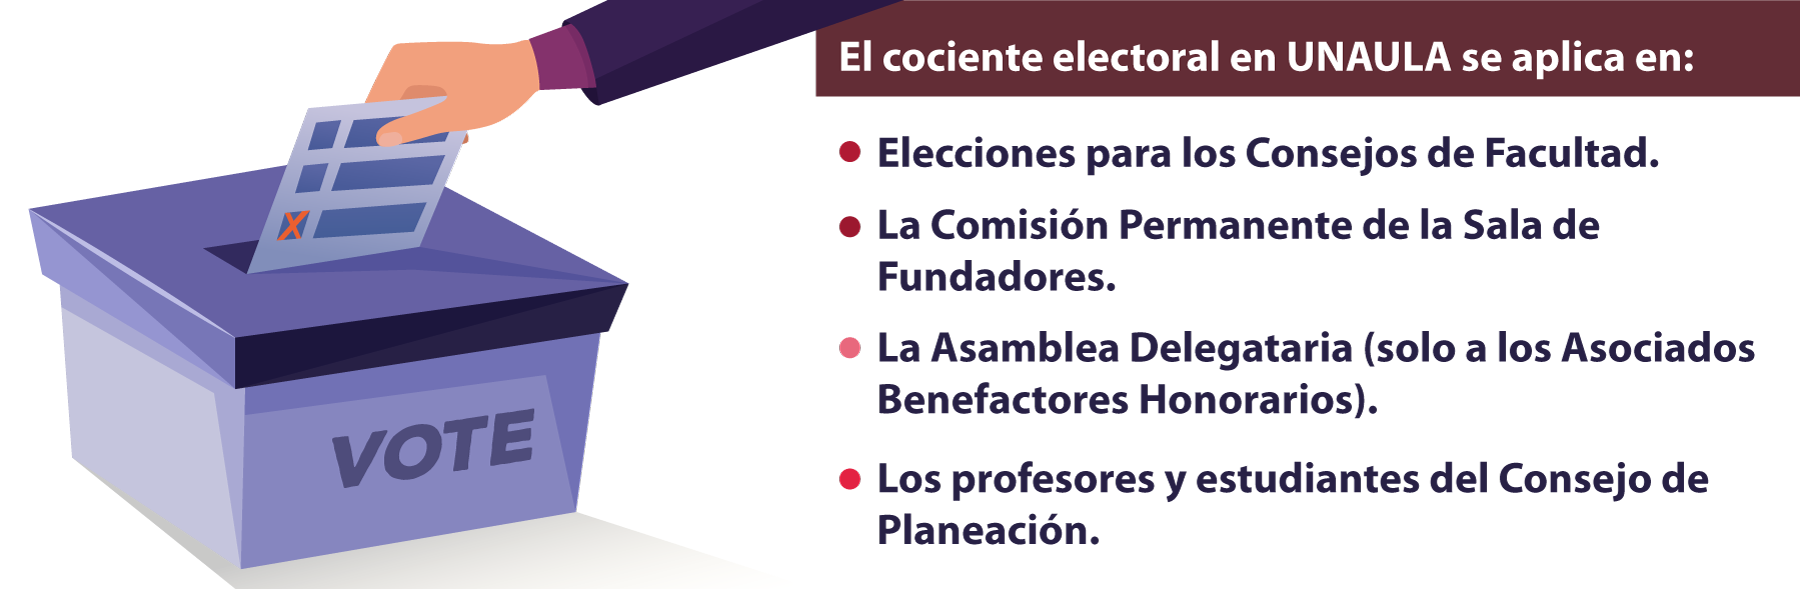 El cociente electoral en UNAULA se aplica en:
Elecciones para los Consejos de Facultad.
La Comisión Permanente de la Sala de
Fundadores.
La Asamblea Delegataria (solo a los Asociados
Benefactores Honorarios).
Los profesores y estudiantes del Consejo de
Planeación.
X
VOTE